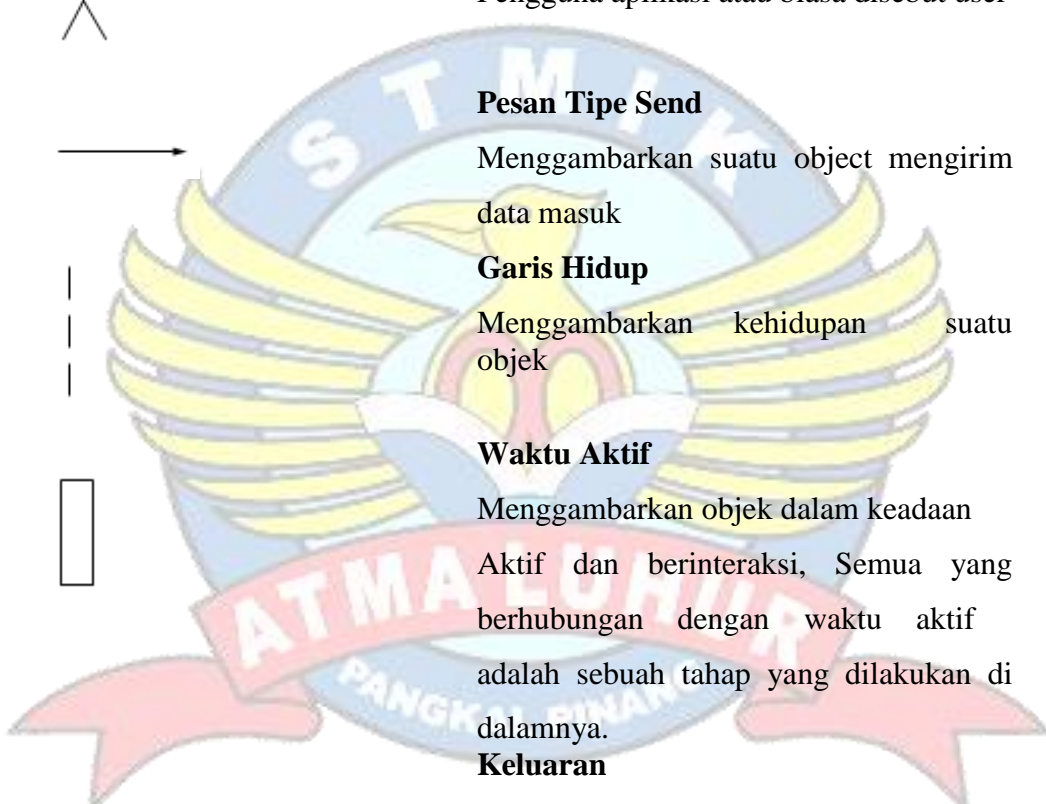 Pengguna aplikasi atau biasa disebut user
STMIK
Pesan Tipe Send
Menggambarkan suatu object mengirim
data masuk
Garis Hidup
Menggambarkan kehidupan suatu
objek
Waktu Aktif
Menggambarkan objek dalam keadaan
Aktif dan berinteraksi, Semua yang
berhubungan dengan waktu aktif
adalah sebuah tahap yang dilakukan di
dalamnya.
Keluaran
ATMA LUHUR
PANGKAL PINANG